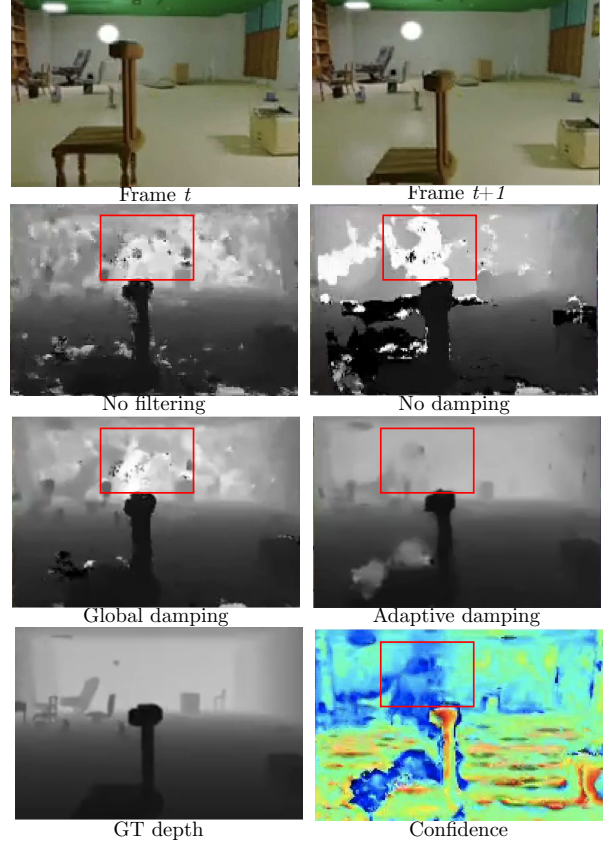 Frame t
Frame t+1
No filtering
No damping
Global damping
Adaptive damping
GT depth
Confidence